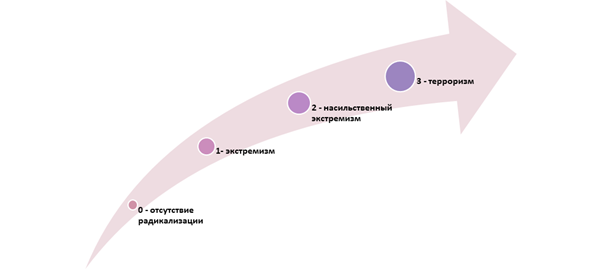 3 - терроризм
2 - насильственный
экстремизм
1- экстремизм
0 - отсутствие
радикализации